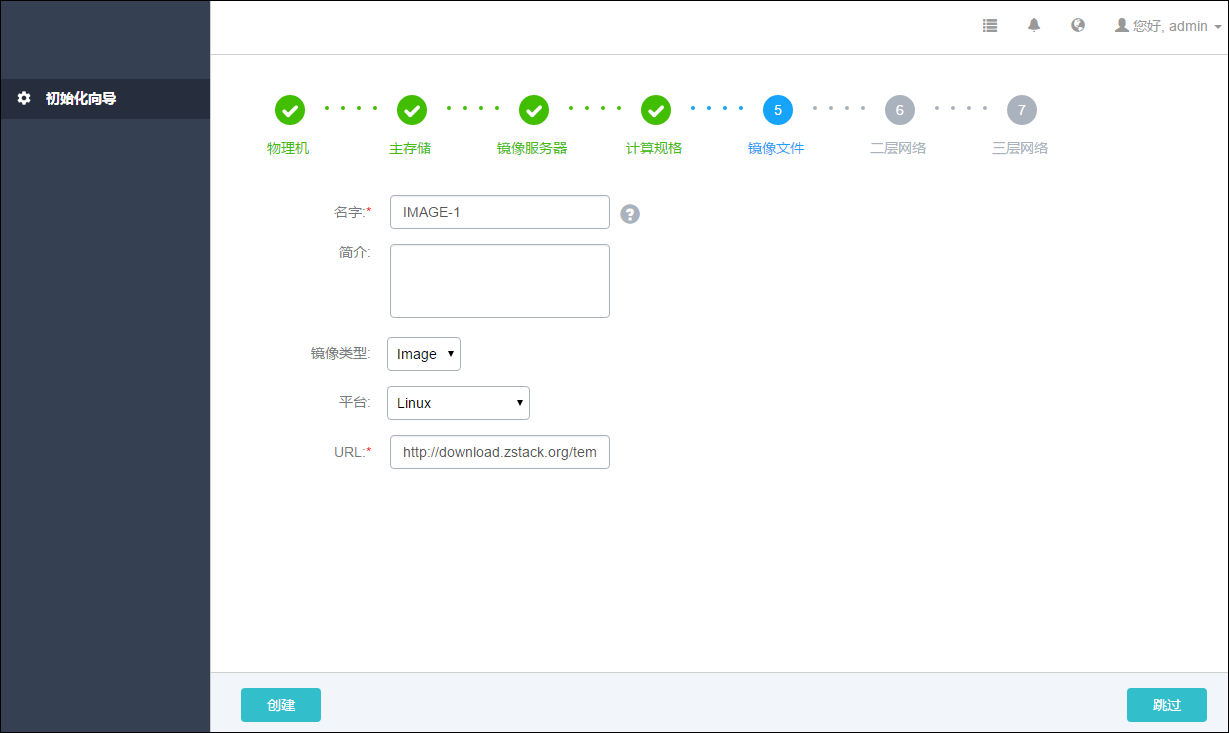 您好, admin
初始化向导
5 6 7
物理机 主存储 镜像服务器 计算规格 镜像文件 二层网络 三层网络
名字:* IMAGE-1 ?
简介:
镜像类型: Image
平台: Linux
URL:* http://download.zstack.org/tem
创建 跳过